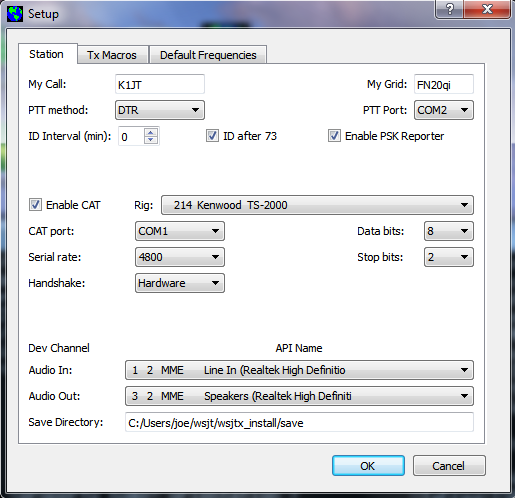 Setup
Station Tx Macros Default Frequencies
My Call: K1JT My Grid: FN20qi
PTT method: DTR PTT Port: COM2
ID Interval (min): 0 ID after 73 Enable PSK Reporter
Enable CAT Rig: 214 Kenwood TS-2000
CAT port: COM1 Data bits: 8
Serial rate: 4800 Stop bits: 2
Handshake: Hardware
Dev Channel API Name
Audio In: 1 2 MME Line In (Realtek High Definitio
Audio Out: 3 2 MME Speakers (Realtek High Definiti
Save Directory: C:/Users/joe/wsjt/wsjtx_install/save
OK Cancel